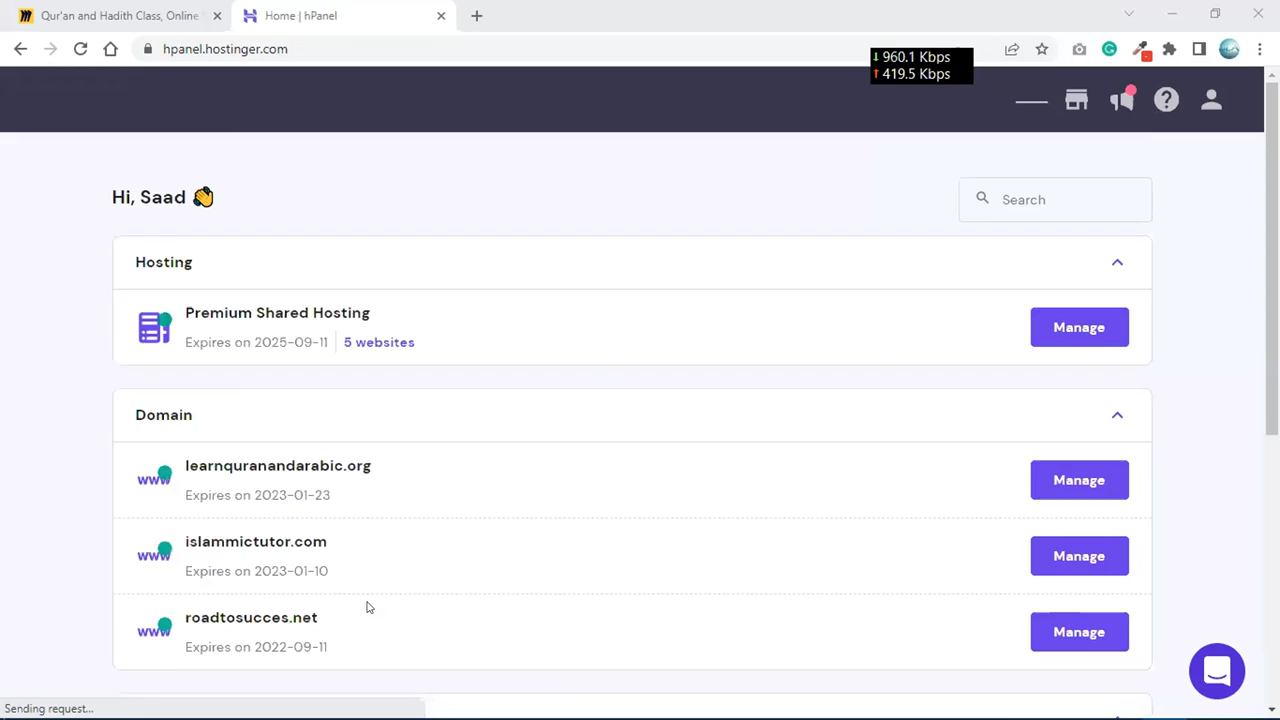 Qur'an and Hadith Class, Online
Home | hPanel
hpanel.hostinger.com
960.1 Kbps
419.5 Kbps
Hi, Saad
Search
Hosting
Premium Shared Hosting
Expires on 2025-09-11
5 websites
Manage
Domain
www
learnquranandarabic.org
Expires on 2023-01-23
Manage
www
islammictutor.com
Expires on 2023-01-10
Manage
www
roadtosucces.net
Expires on 2022-09-11
Manage
Sending request...